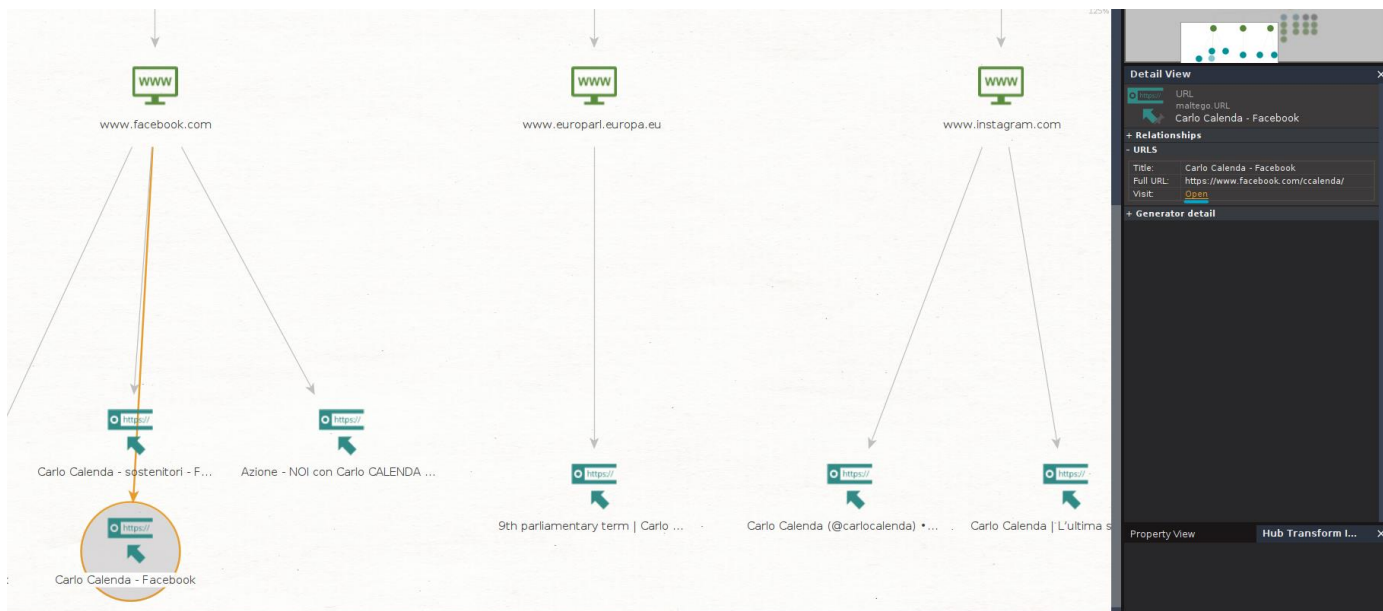 125%
www
www
www
www.facebook.com
www.europarl.europa.eu
www.instagram.com
https://
https://
Carlo Calenda - sostenitori - F...
Azione - NOI con Carlo CALENDA ...
https://
https://
https://
9th parliamentary term | Carlo ...
Carlo Calenda (@carlocalenda) •...
Carlo Calenda | L'ultima s
https://
Carlo Calenda - Facebook
Detail View
https://
URL
maltego.URL
Carlo Calenda - Facebook
+ Relationships
- URLS
Title: Carlo Calenda - Facebook
Full URL: https://www.facebook.com/ccalenda/
Visit: Open
+ Generator detail
Property View
Hub Transform I...